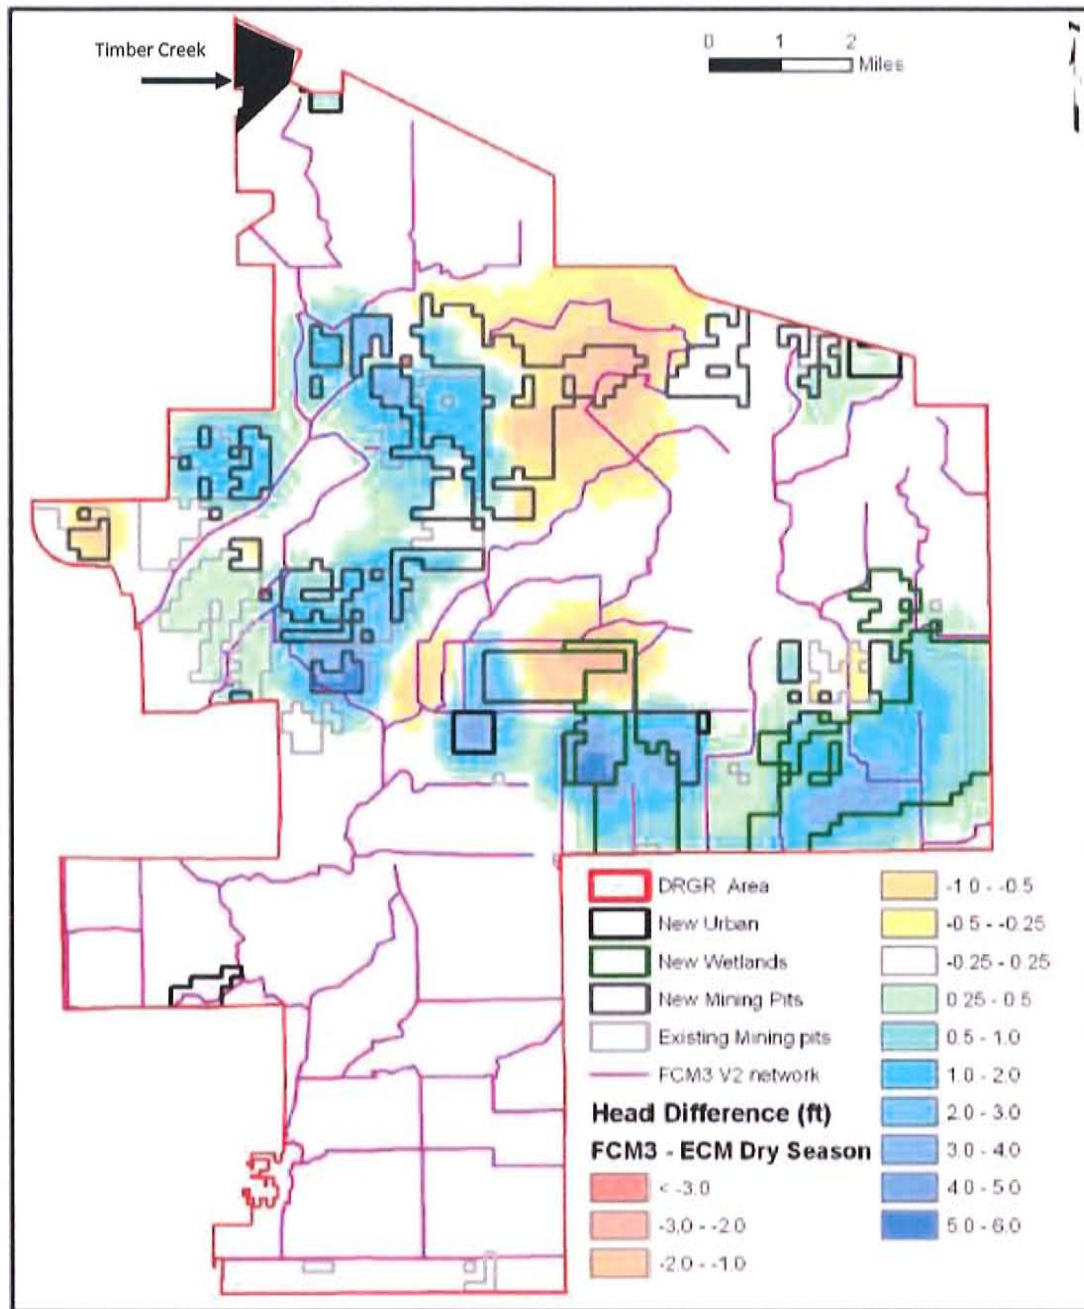 Timber Creek
0 1 2
Miles
DRGR Area
New Urban
New Wetlands
New Mining Pits
Existing Mining pits
FCM3 V2 network
Head Difference (ft)
FCM3 - ECM Dry Season
< -3.0
-3.0 - -2.0
-2.0 - -1.0
-1.0 - -0.5
-0.5 - -0.25
-0.25 - 0.25
0.25 - 0.5
0.5 - 1.0
1.0 - 2.0
2.0 - 3.0
3.0 - 4.0
4.0 - 5.0
5.0 - 6.0